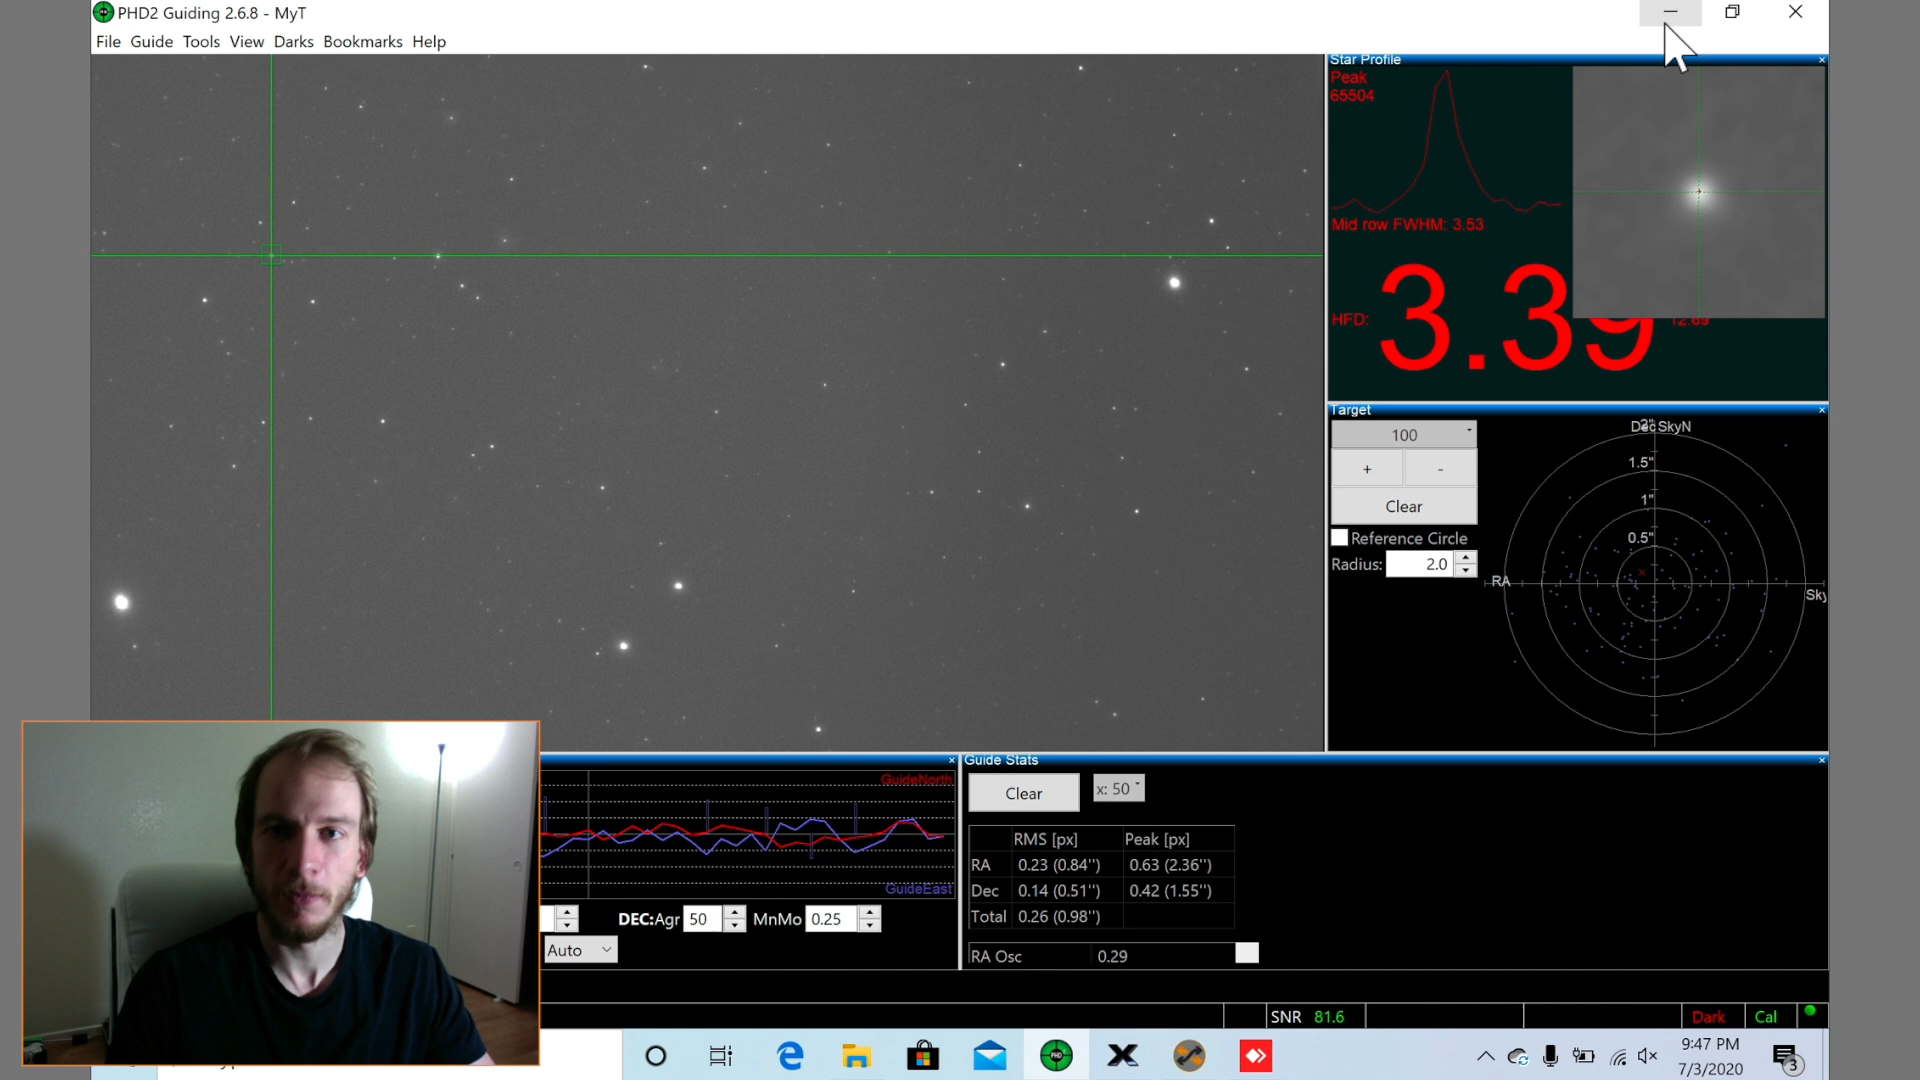 PHD2 Guiding 2.6.8 - MyT
File Guide Tools View Darks Bookmarks Help
Star Profile
Peak
65504
Mid row FWHM: 3.53
HFD: 3.39 12.69
Target
100
+ -
Clear
Reference Circle
Radius: 2.0
Dec SkyN
1.5"
1"
0.5"
RA
Sky
GuideNorth
GuideEast
DEC:Agr 50 MnMo 0.25
Auto
Guide Stats
Clear x: 50
RMS [px] Peak [px]
RA 0.23 (0.84'') 0.63 (2.36'')
Dec 0.14 (0.51'') 0.42 (1.55'')
Total 0.26 (0.98'')
RA Osc 0.29
SNR 81.6
Dark Cal
PHD
9:47 PM
7/3/2020
3